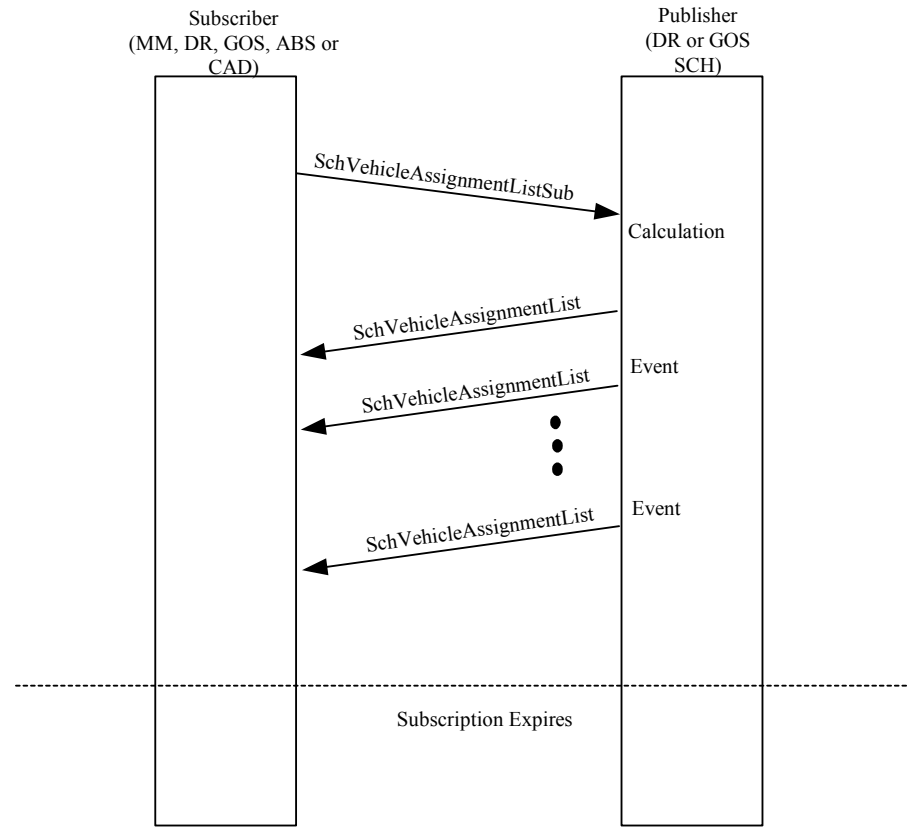 Subscriber
(MM, DR, GOS, ABS or
CAD)
Publisher
(DR or GOS
SCH)
SchVehicleAssignmentListSub
Calculation
SchVehicleAssignmentList
Event
SchVehicleAssignmentList
Event
SchVehicleAssignmentList
Subscription Expires